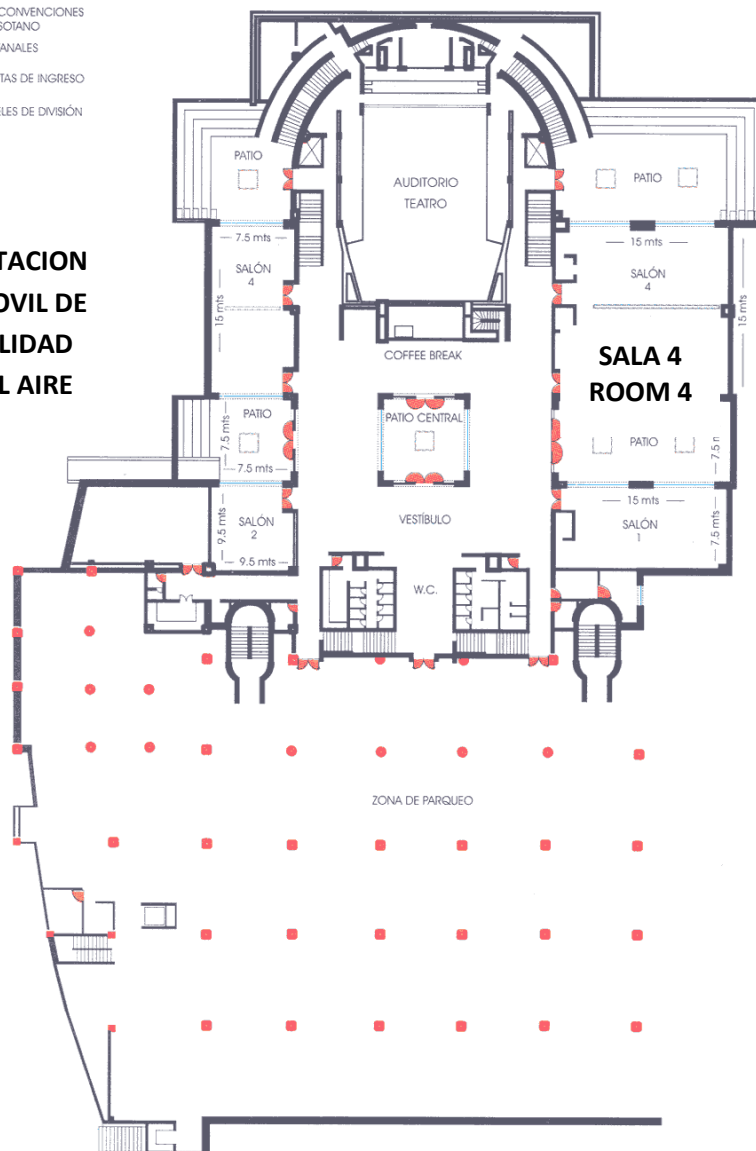 CONVENCIONES
SOTANO
ANALES
TAS DE INGRESO
LES DE DIVISIÓN
PATIO
AUDITORIO
TEATRO
PATIO
7.5 mts
SALÓN
4
15 mts
15 mts
SALÓN
4
15 mts
TACION
OVIL DE
LIDAD
L AIRE
COFFEE BREAK
SALA 4
ROOM 4
PATIO
7.5 mts
7.5 mts
PATIO CENTRAL
PATIO
7.5 n
9.5 mts
SALÓN
2
9.5 mts
VESTÍBULO
15 mts
SALÓN
1
7.5 mts
W.C.
ZONA DE PARQUEO